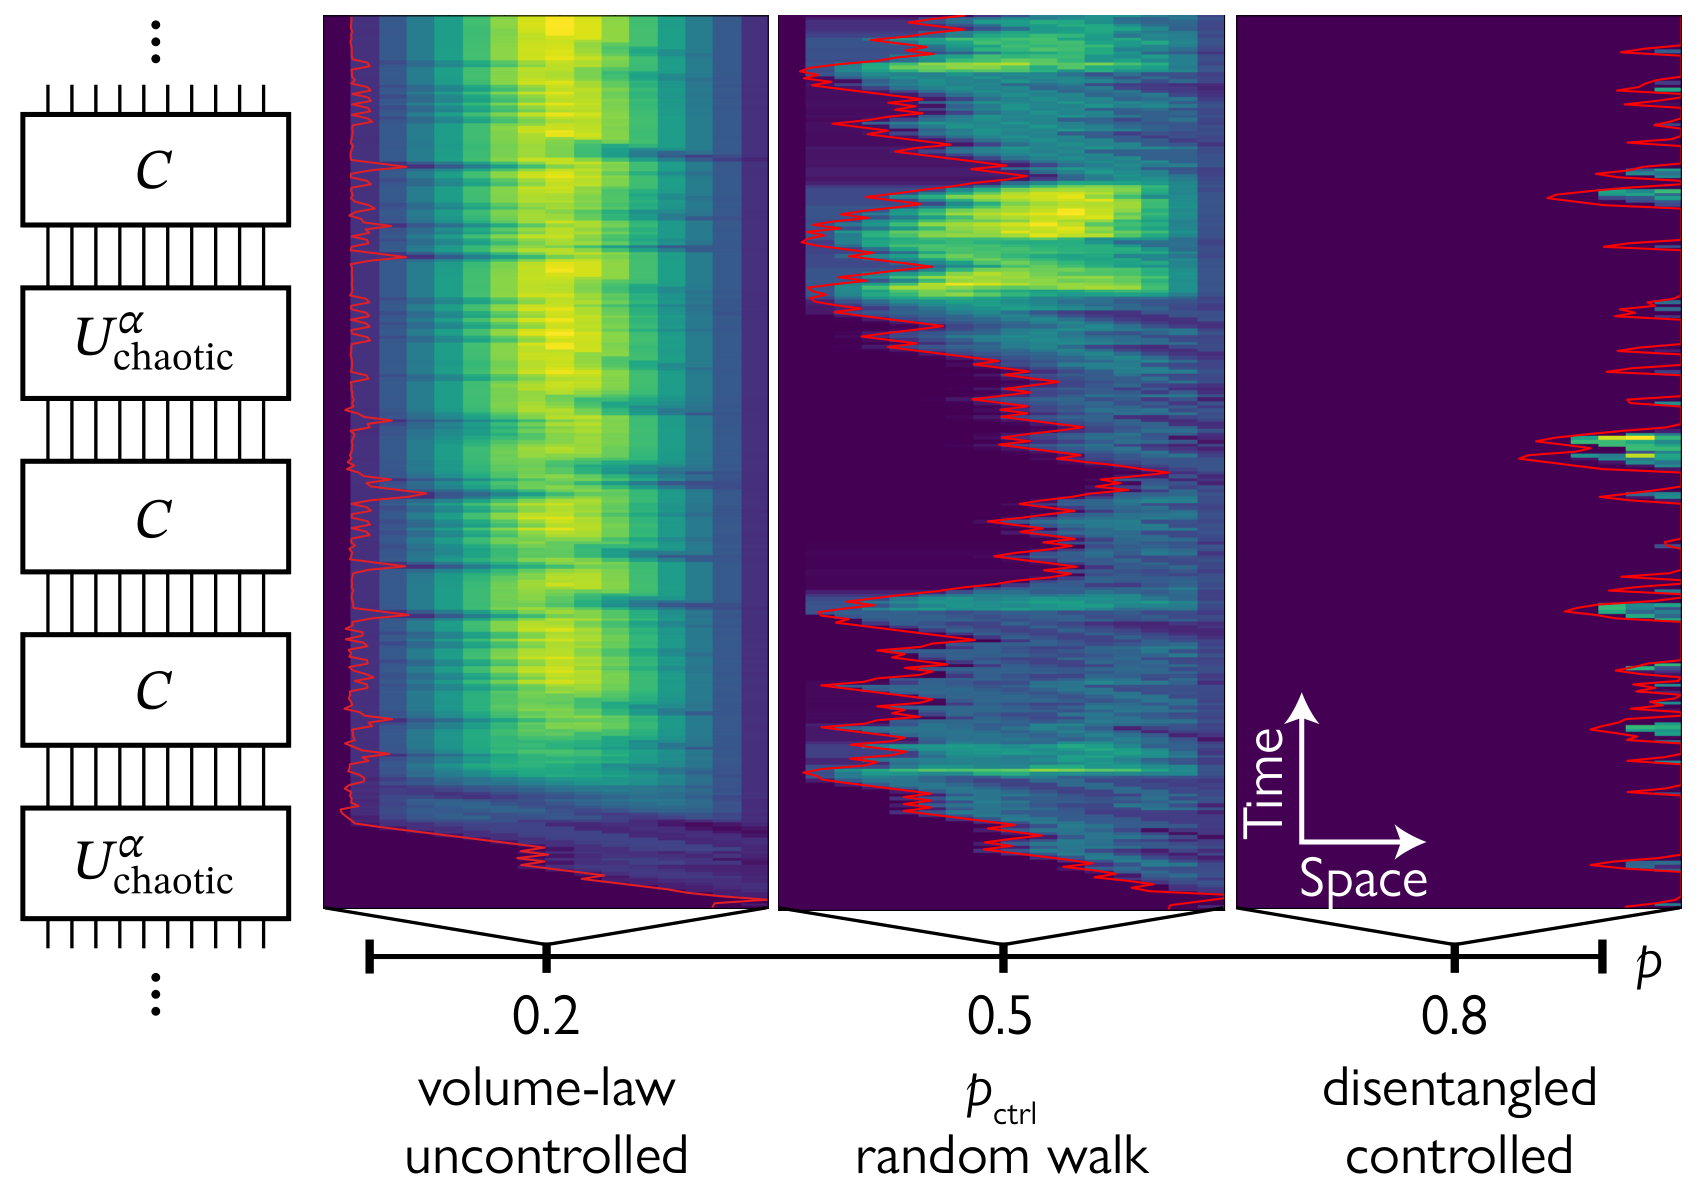 C
U^α_chaotic
C
C
U^α_chaotic
Time
Space
p
0.2 0.5 0.8
volume-law p_ctrl disentangled
uncontrolled random walk controlled